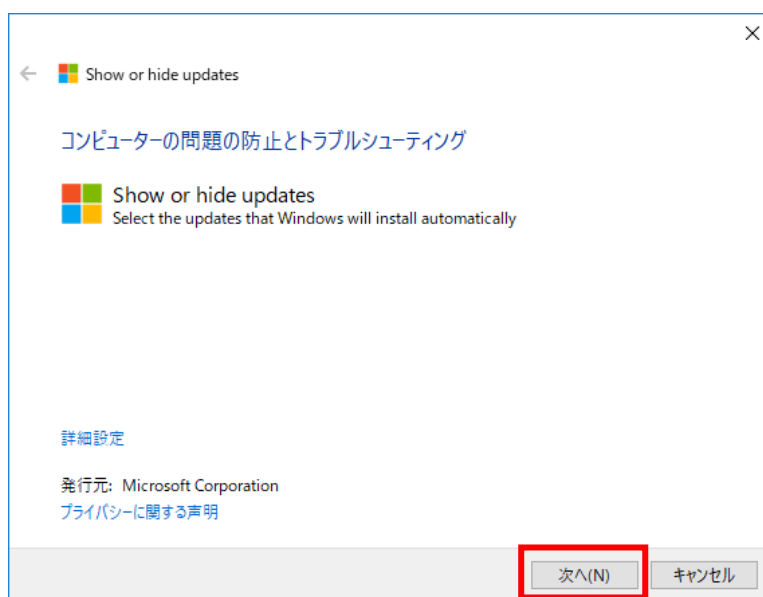 Show or hide updates
コンピューターの問題の防止とトラブルシューティング
Show or hide updates
Select the updates that Windows will install automatically
詳細設定
発行元: Microsoft Corporation
プライバシーに関する声明
次へ(N)
キャンセル